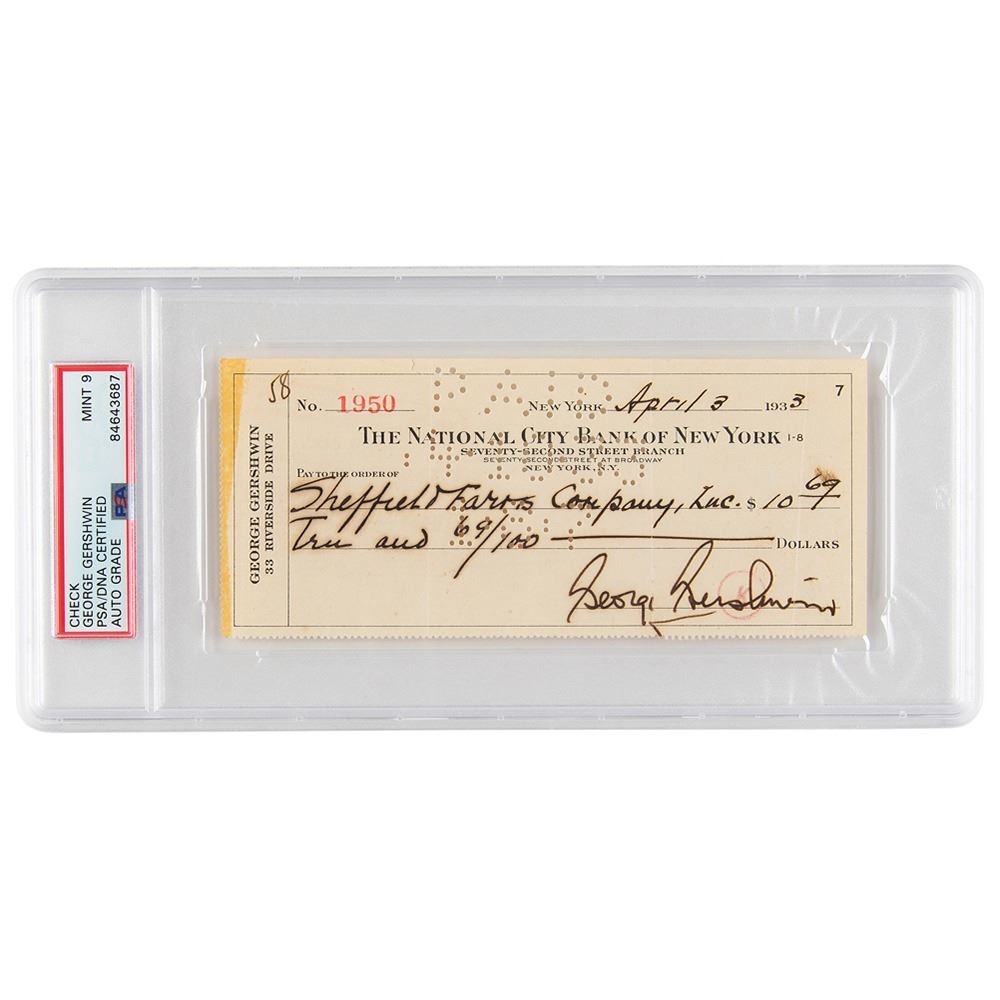 CHECK
GEORGE GERSHWIN
PSA/DNA CERTIFIED
AUTO GRADE
MINT 9
84643687
PSA
GEORGE GERSHWIN
33 RIVERSIDE DRIVE
58
No. 1950
PAID
NEW YORK April 3 1933
7
THE NATIONAL CITY BANK OF NEW YORK 1-8
SEVENTY-SECOND STREET BRANCH
SEVENTY SECOND STREET AT BROADWAY
NEW YORK, N.Y.
PAY TO THE ORDER OF
Sheffield Farms Company, Inc. $ 10 69
Ten and 69/100 DOLLARS
George Gershwin